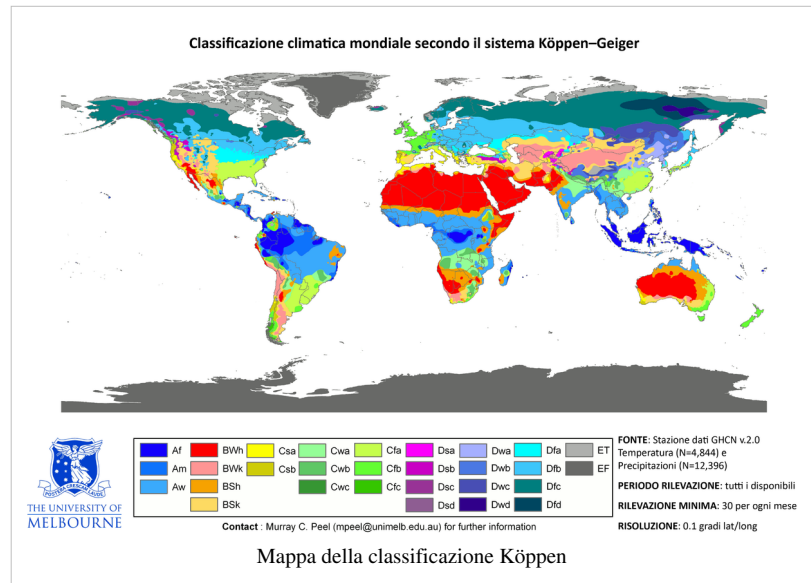 Classificazione climatica mondiale secondo il sistema Köppen–Geiger
Af
Am
Aw
BWh
BWk
BSh
BSk
Csa
Csb
Cwa
Cwb
Cwc
Cfa
Cfb
Cfc
Dsa
Dsb
Dsc
Dsd
Dwa
Dwb
Dwc
Dwd
Dfa
Dfb
Dfc
Dfd
ET
EF
FONTE: Stazione dati GHCN v.2.0
Temperatura (N=4,844) e
Precipitazioni (N=12,396)
PERIODO RILEVAZIONE: tutti i disponibili
RILEVAZIONE MINIMA: 30 per ogni mese
RISOLUZIONE: 0.1 gradi lat/long
POSTERA CRESCAM LAUDE
THE UNIVERSITY OF
MELBOURNE
Contact : Murray C. Peel (mpeel@unimelb.edu.au) for further information
Mappa della classificazione Köppen